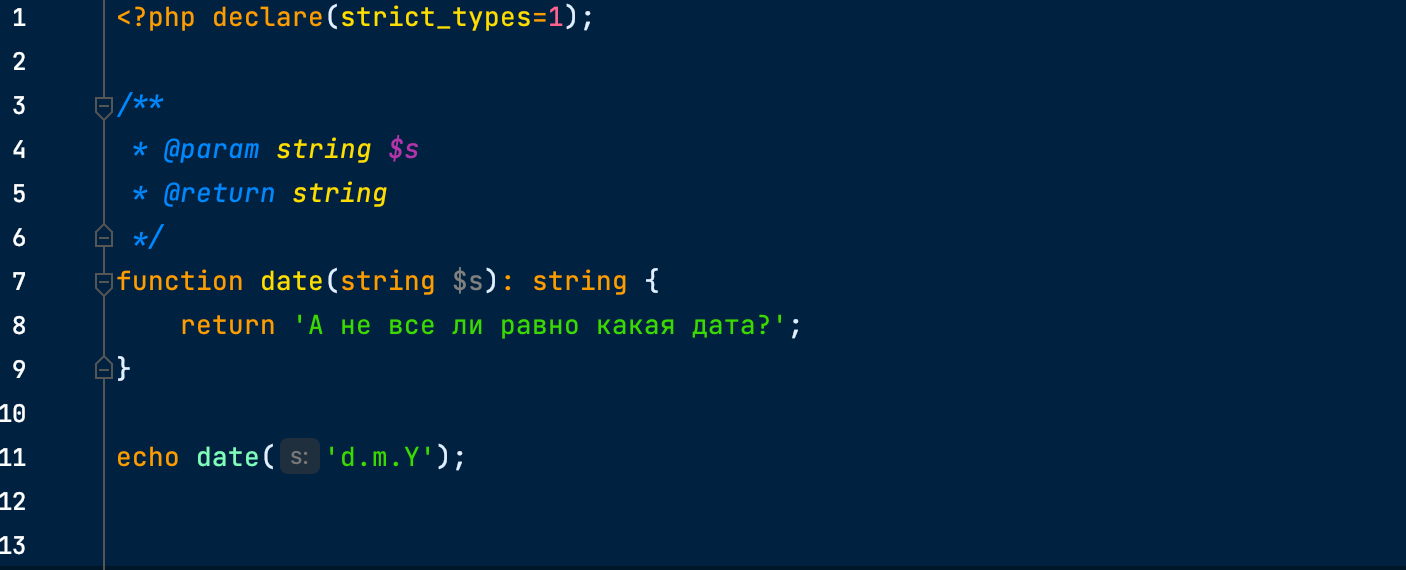 1 <?php declare(strict_types=1);
2
3 /**
4  * @param string $s
5  * @return string
6  */
7 function date(string $s): string {
8     return 'А не все ли равно какая дата?';
9 }
10
11 echo date( s: 'd.m.Y');
12
13